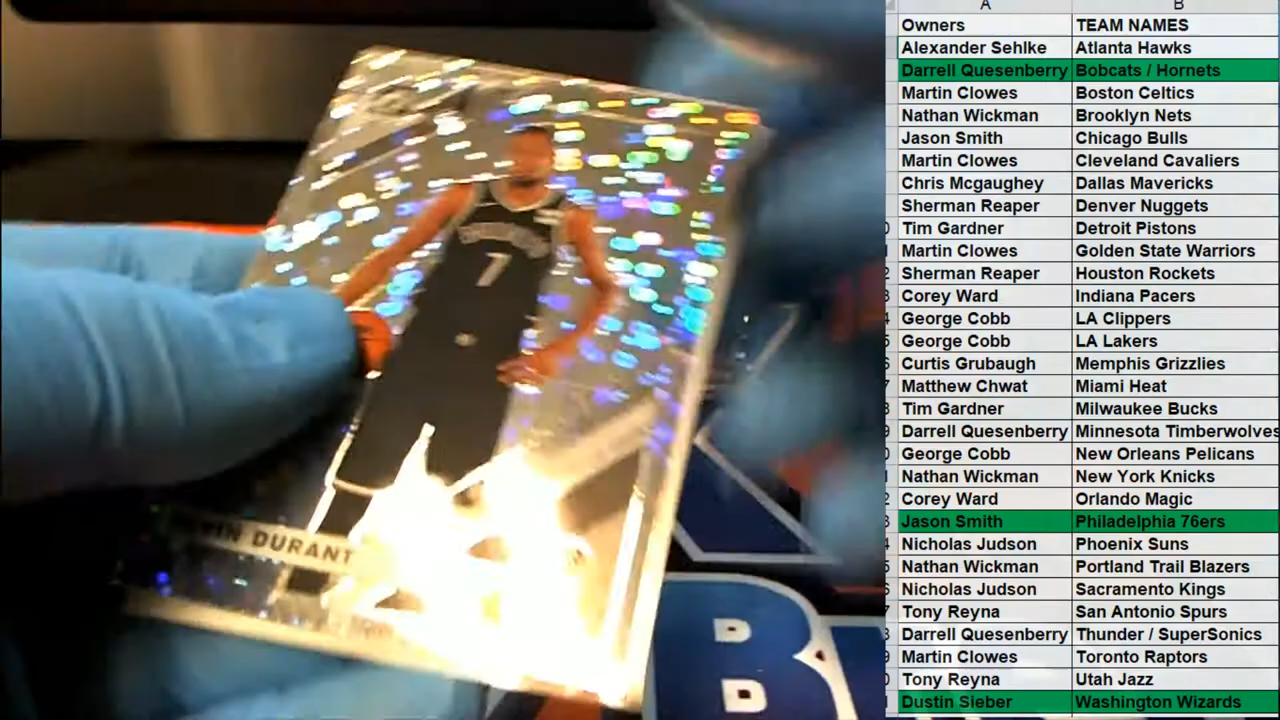 7
VIN DURANT
B
A B
Owners TEAM NAMES
Alexander Sehlke Atlanta Hawks
Darrell Quesenberry Bobcats / Hornets
Martin Clowes Boston Celtics
Nathan Wickman Brooklyn Nets
Jason Smith Chicago Bulls
Martin Clowes Cleveland Cavaliers
Chris Mcgaughey Dallas Mavericks
Sherman Reaper Denver Nuggets
Tim Gardner Detroit Pistons
Martin Clowes Golden State Warriors
Sherman Reaper Houston Rockets
Corey Ward Indiana Pacers
George Cobb LA Clippers
George Cobb LA Lakers
Curtis Grubaugh Memphis Grizzlies
Matthew Chwat Miami Heat
Tim Gardner Milwaukee Bucks
Darrell Quesenberry Minnesota Timberwolves
George Cobb New Orleans Pelicans
Nathan Wickman New York Knicks
Corey Ward Orlando Magic
Jason Smith Philadelphia 76ers
Nicholas Judson Phoenix Suns
Nathan Wickman Portland Trail Blazers
Nicholas Judson Sacramento Kings
Tony Reyna San Antonio Spurs
Darrell Quesenberry Thunder / SuperSonics
Martin Clowes Toronto Raptors
Tony Reyna Utah Jazz
Dustin Sieber Washington Wizards